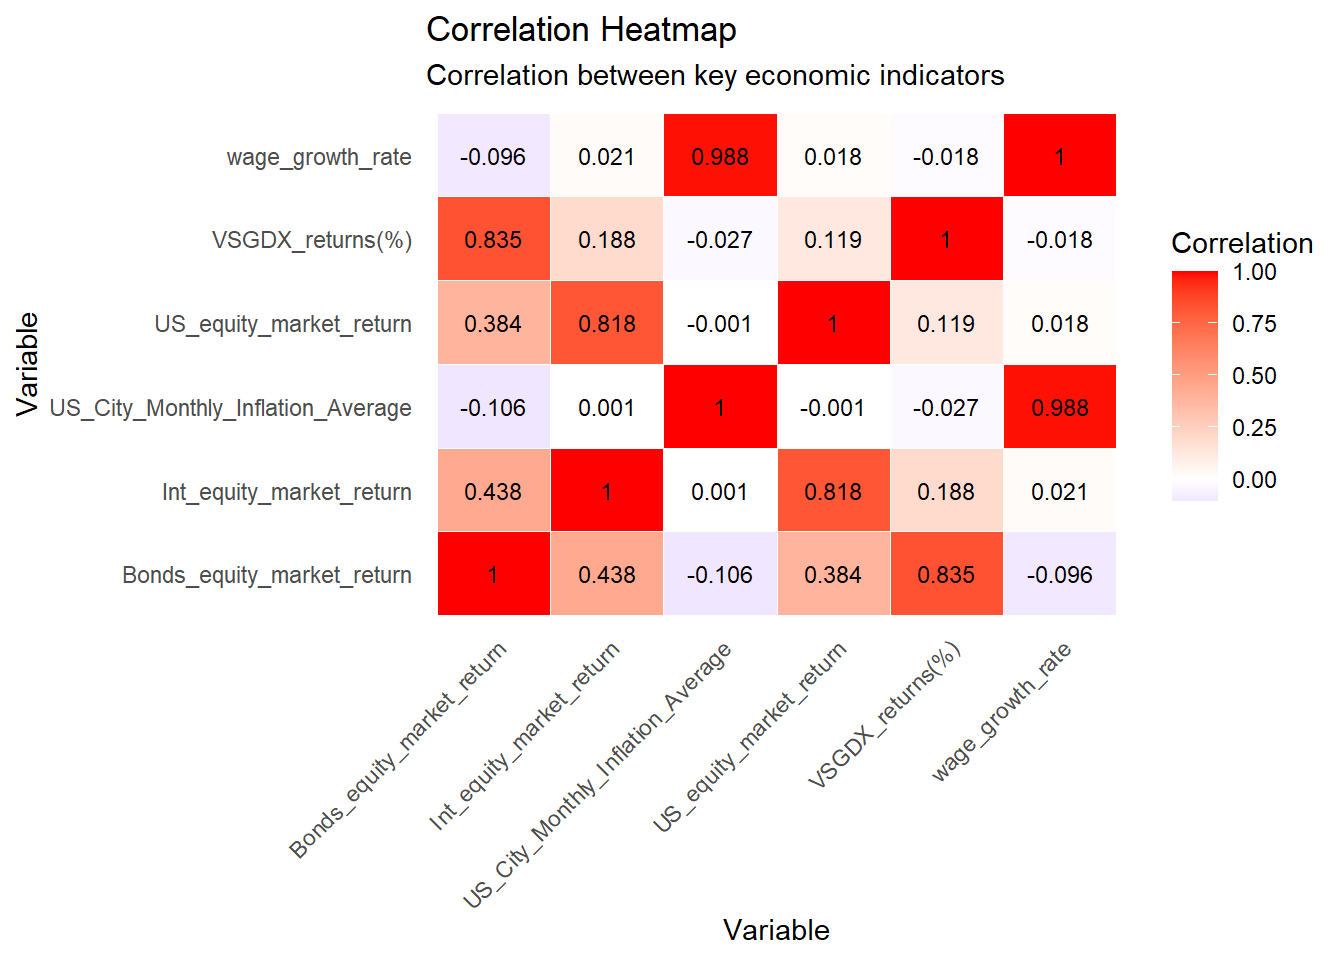 Correlation Heatmap
Correlation between key economic indicators
wage_growth_rate -0.096 0.021 0.988 0.018 -0.018 1
VSGDX_returns(%) 0.835 0.188 -0.027 0.119 1 -0.018
US_equity_market_return 0.384 0.818 -0.001 1 0.119 0.018
US_City_Monthly_Inflation_Average -0.106 0.001 1 -0.001 -0.027 0.988
Int_equity_market_return 0.438 1 0.001 0.818 0.188 0.021
Bonds_equity_market_return 1 0.438 -0.106 0.384 0.835 -0.096
Variable
Bonds_equity_market_return
Int_equity_market_return
US_City_Monthly_Inflation_Average
US_equity_market_return
VSGDX_returns(%)
wage_growth_rate
Variable
Correlation
1.00
0.75
0.50
0.25
0.00